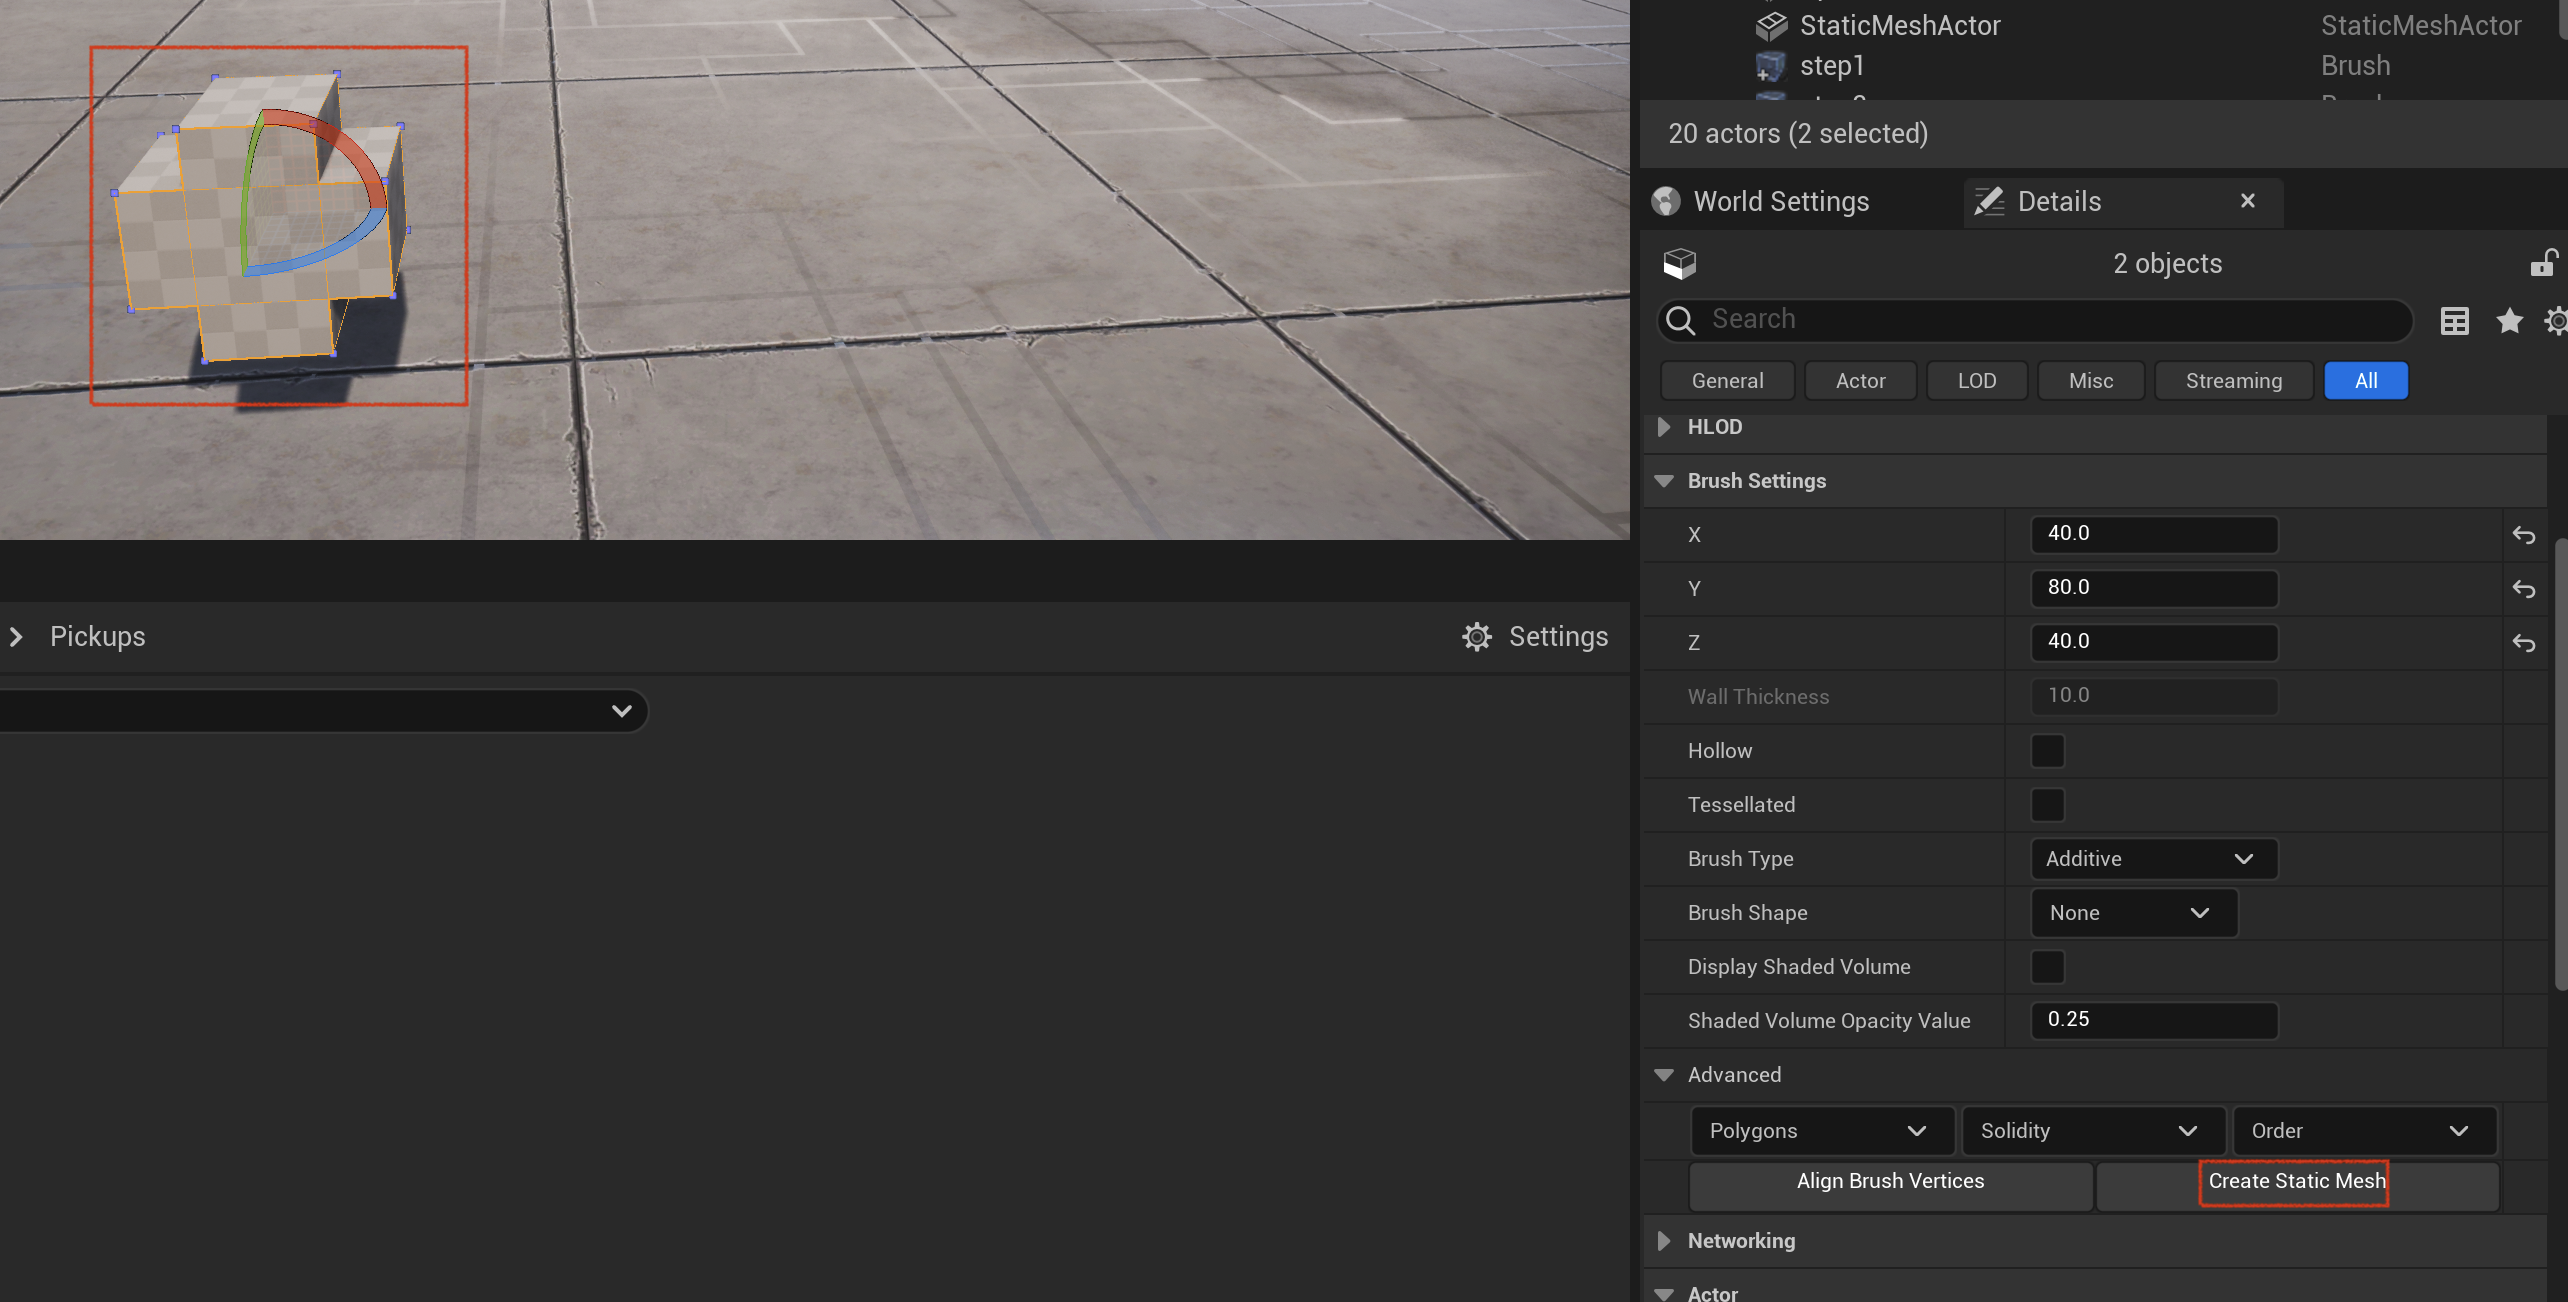 StaticMeshActor StaticMeshActor
step1 Brush
20 actors (2 selected)
World Settings Details
2 objects
Search
General Actor LOD Misc Streaming All
HLOD
Brush Settings
X 40.0
Y 80.0
Z 40.0
Wall Thickness 10.0
Hollow
Tessellated
Brush Type Additive
Brush Shape None
Display Shaded Volume
Shaded Volume Opacity Value 0.25
Advanced
Polygons Solidity Order
Align Brush Vertices Create Static Mesh
Networking
Actor
Pickups Settings